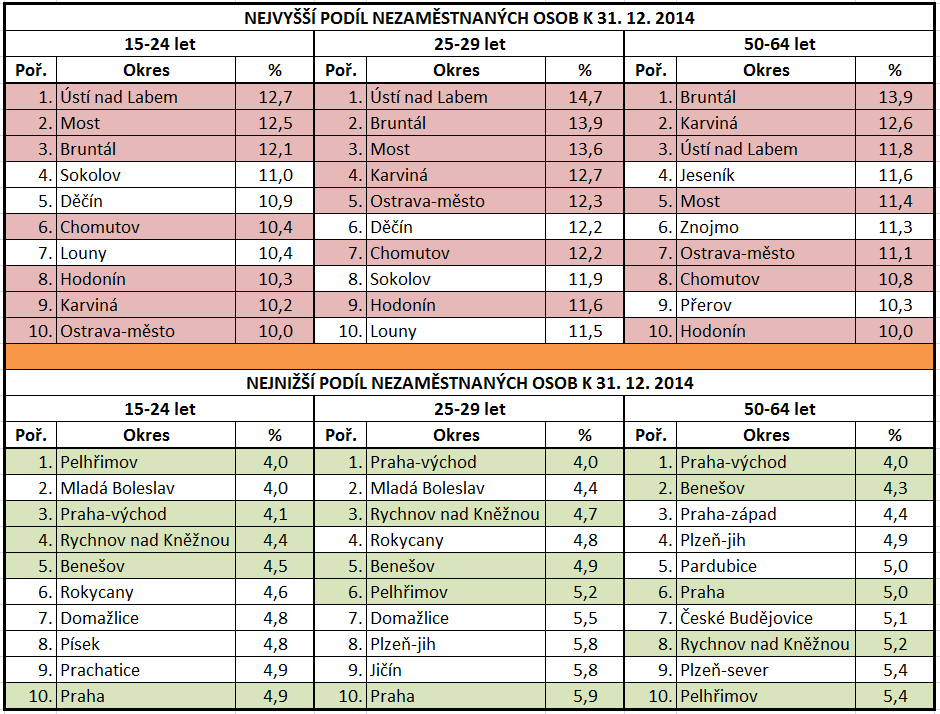 NEJVYŠŠÍ PODÍL NEZAMĚSTNANÝCH OSOB K 31. 12. 2014
15-24 let 25-29 let 50-64 let
Poř. Okres % Poř. Okres % Poř. Okres %
1. Ústí nad Labem 12,7 1. Ústí nad Labem 14,7 1. Bruntál 13,9
2. Most 12,5 2. Bruntál 13,9 2. Karviná 12,6
3. Bruntál 12,1 3. Most 13,6 3. Ústí nad Labem 11,8
4. Sokolov 11,0 4. Karviná 12,7 4. Jeseník 11,6
5. Děčín 10,9 5. Ostrava-město 12,3 5. Most 11,4
6. Chomutov 10,4 6. Děčín 12,2 6. Znojmo 11,3
7. Louny 10,4 7. Chomutov 12,2 7. Ostrava-město 11,1
8. Hodonín 10,3 8. Sokolov 11,9 8. Chomutov 10,8
9. Karviná 10,2 9. Hodonín 11,6 9. Přerov 10,3
10. Ostrava-město 10,0 10. Louny 11,5 10. Hodonín 10,0
NEJNIŽŠÍ PODÍL NEZAMĚSTNANÝCH OSOB K 31. 12. 2014
15-24 let 25-29 let 50-64 let
Poř. Okres % Poř. Okres % Poř. Okres %
1. Pelhřimov 4,0 1. Praha-východ 4,0 1. Praha-východ 4,0
2. Mladá Boleslav 4,0 2. Mladá Boleslav 4,4 2. Benešov 4,3
3. Praha-východ 4,1 3. Rychnov nad Kněžnou 4,7 3. Praha-západ 4,4
4. Rychnov nad Kněžnou 4,4 4. Rokycany 4,8 4. Plzeň-jih 4,9
5. Benešov 4,5 5. Benešov 4,9 5. Pardubice 5,0
6. Rokycany 4,6 6. Pelhřimov 5,2 6. Praha 5,0
7. Domažlice 4,8 7. Domažlice 5,5 7. České Budějovice 5,1
8. Písek 4,8 8. Plzeň-jih 5,8 8. Rychnov nad Kněžnou 5,2
9. Prachatice 4,9 9. Jičín 5,8 9. Plzeň-sever 5,4
10. Praha 4,9 10. Praha 5,9 10. Pelhřimov 5,4